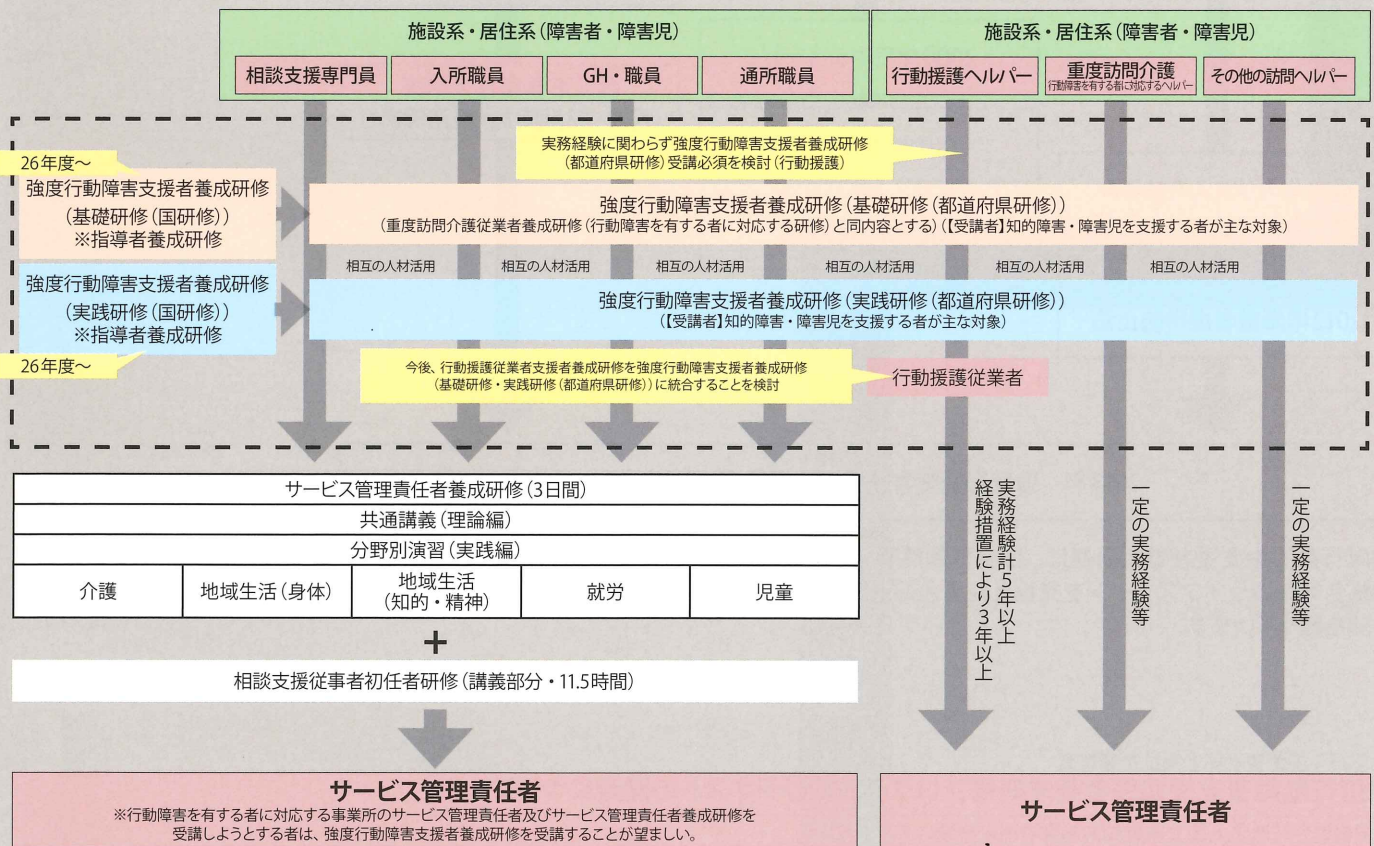 施設系・居住系(障害者・障害児)
施設系・居住系(障害者・障害児)
相談支援専門員
入所職員
GH・職員
通所職員
行動援護ヘルパー
重度訪問介護
行動障害を有する者に対応するヘルパー
その他の訪問ヘルパー
実務経験に関わらず強度行動障害支援者養成研修
(都道府県研修)受講必須を検討(行動援護)
26年度~
強度行動障害支援者養成研修
(基礎研修(国研修))
※指導者養成研修
強度行動障害支援者養成研修(基礎研修(都道府県研修))
(重度訪問介護従業者養成研修(行動障害を有する者に対応する研修)と同内容とする)(【受講者】知的障害・障害児を支援する者が主な対象)
相互の人材活用
相互の人材活用
相互の人材活用
相互の人材活用
相互の人材活用
相互の人材活用
強度行動障害支援者養成研修
(実践研修(国研修))
※指導者養成研修
強度行動障害支援者養成研修(実践研修(都道府県研修))
(【受講者】知的障害・障害児を支援する者が主な対象)
26年度~
今後、行動援護従業者支援者養成研修を強度行動障害支援者養成研修
(基礎研修・実践研修(都道府県研修))に統合することを検討
行動援護従業者
サービス管理責任者養成研修(3日間)
共通講義(理論編)
分野別演習(実践編)
介護
地域生活(身体)
地域生活
(知的・精神)
就労
児童
+
相談支援従事者初任者研修(講義部分・11.5時間)
実務経験計5年以上
経験措置により3年以上
一定の実務経験等
一定の実務経験等
サービス管理責任者
※行動障害を有する者に対応する事業所のサービス管理責任者及びサービス管理責任者養成研修を
受講しようとする者は、強度行動障害支援者養成研修を受講することが望ましい。
サービス管理責任者